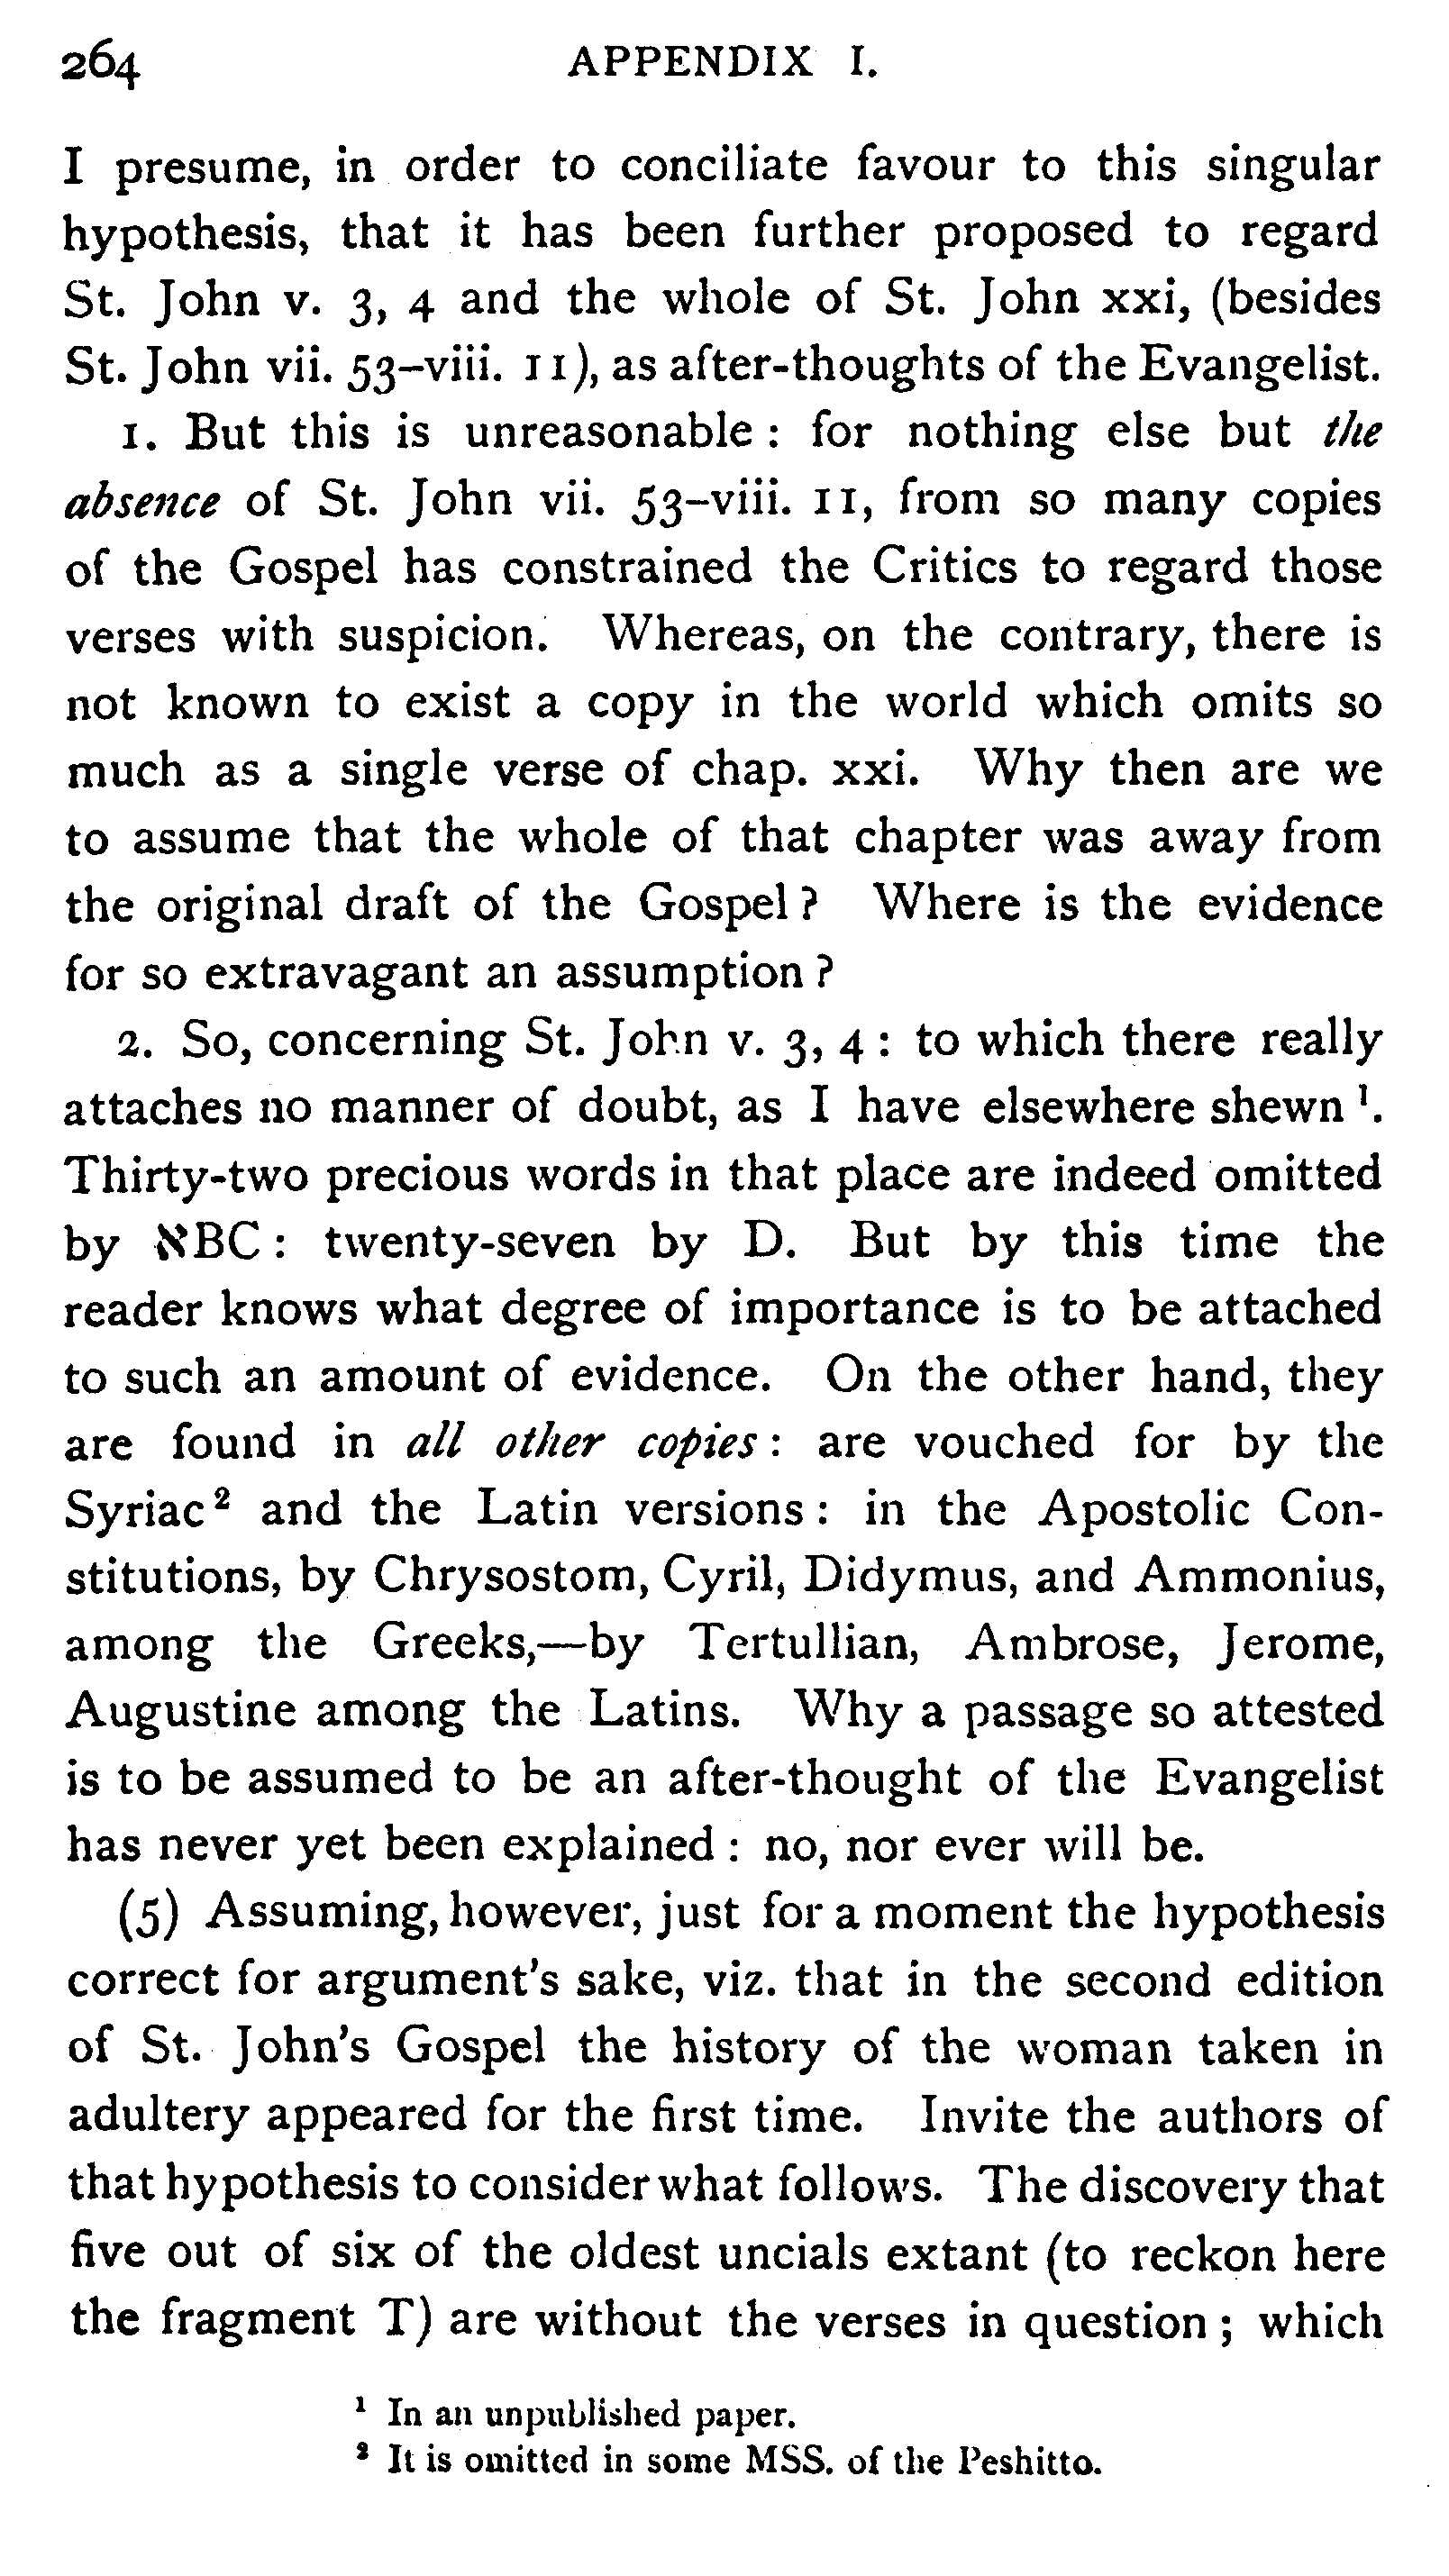 264 APPENDIX I.
I presume, in order to conciliate favour to this singular
hypothesis, that it has been further proposed to regard
St. John v. 3, 4 and the whole of St. John xxi, (besides
St. John vii. 53–viii. 11), as after-thoughts of the Evangelist.
1. But this is unreasonable : for nothing else but the
absence of St. John vii. 53–viii. 11, from so many copies
of the Gospel has constrained the Critics to regard those
verses with suspicion. Whereas, on the contrary, there is
not known to exist a copy in the world which omits so
much as a single verse of chap. xxi. Why then are we
to assume that the whole of that chapter was away from
the original draft of the Gospel ? Where is the evidence
for so extravagant an assumption ?
2. So, concerning St. John v. 3, 4 : to which there really
attaches no manner of doubt, as I have elsewhere shewn ¹.
Thirty-two precious words in that place are indeed omitted
by אBC : twenty-seven by D. But by this time the
reader knows what degree of importance is to be attached
to such an amount of evidence. On the other hand, they
are found in all other copies : are vouched for by the
Syriac ² and the Latin versions : in the Apostolic Con-
stitutions, by Chrysostom, Cyril, Didymus, and Ammonius,
among the Greeks,—by Tertullian, Ambrose, Jerome,
Augustine among the Latins. Why a passage so attested
is to be assumed to be an after-thought of the Evangelist
has never yet been explained : no, nor ever will be.
(5) Assuming, however, just for a moment the hypothesis
correct for argument's sake, viz. that in the second edition
of St. John's Gospel the history of the woman taken in
adultery appeared for the first time. Invite the authors of
that hypothesis to consider what follows. The discovery that
five out of six of the oldest uncials extant (to reckon here
the fragment T) are without the verses in question ; which
¹ In an unpublished paper.
² It is omitted in some MSS. of the Peshitto.